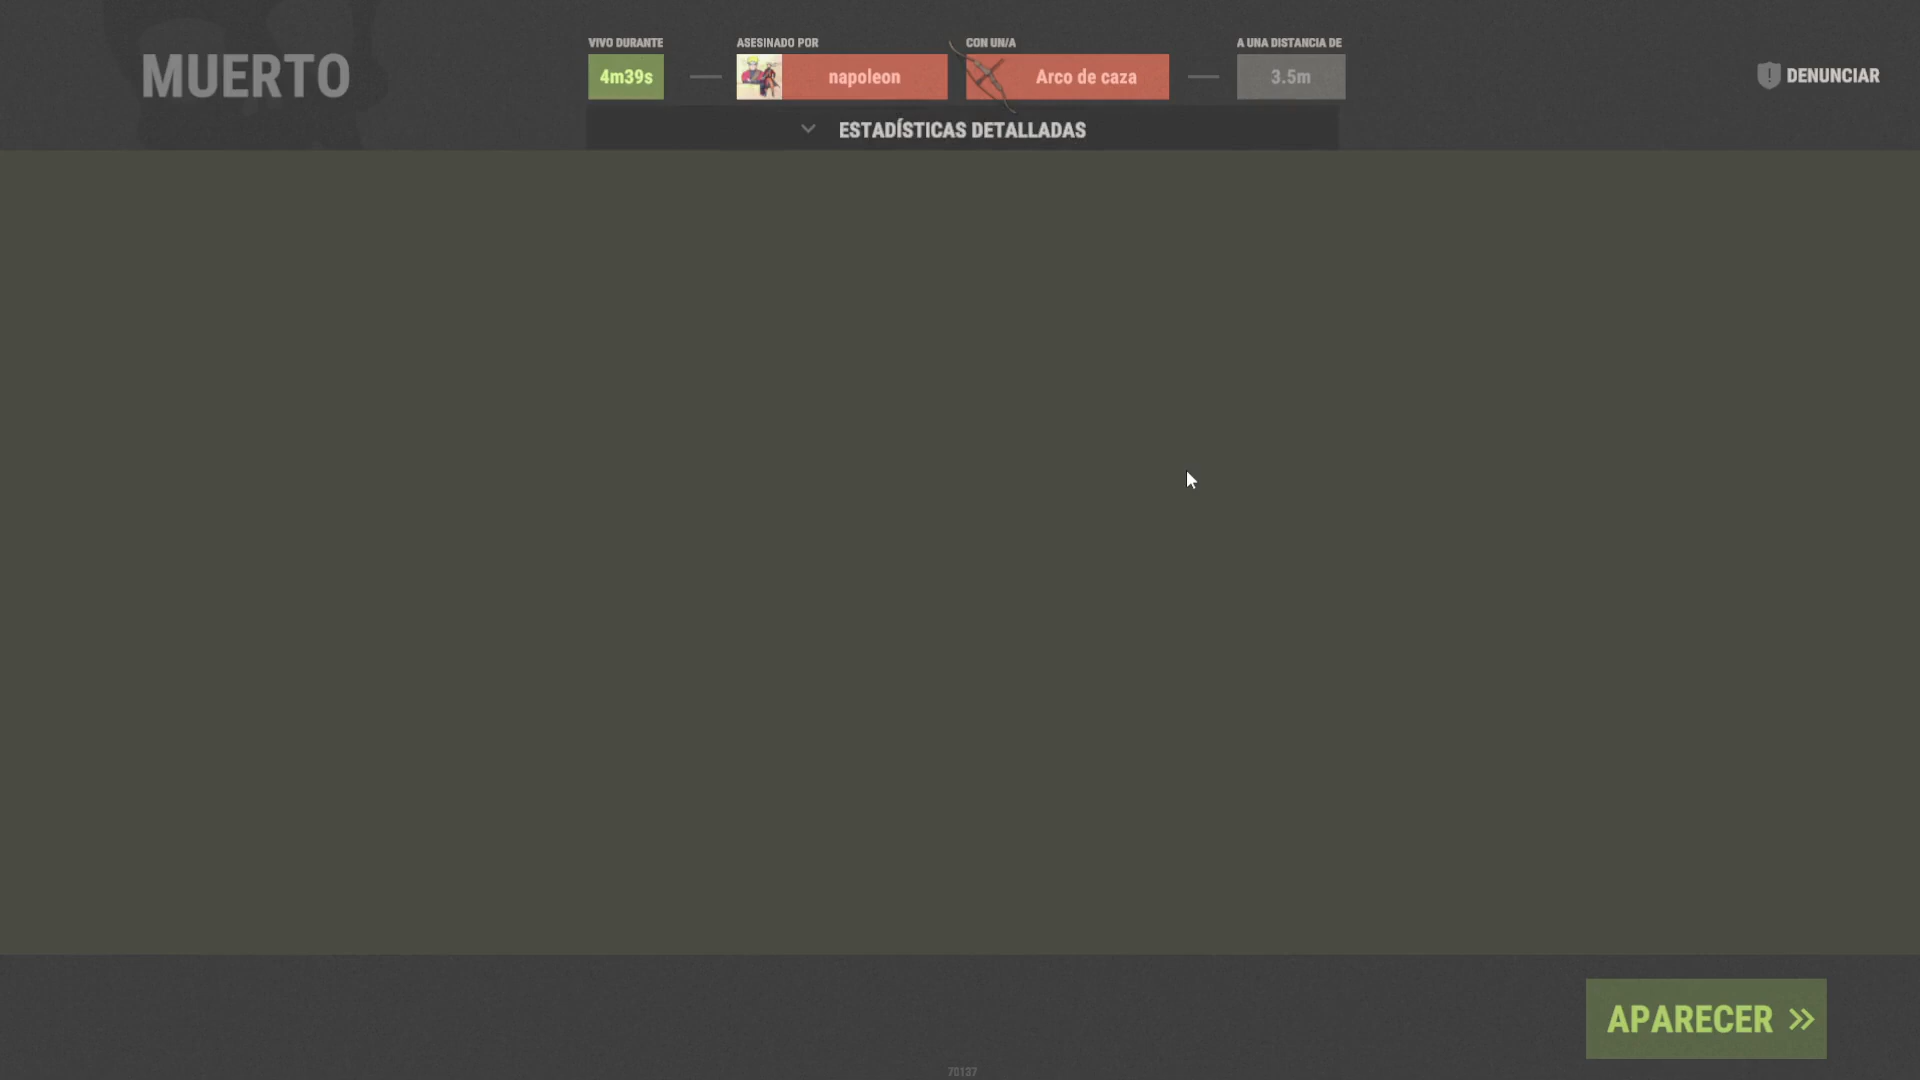 MUERTO
VIVO DURANTE
4m39s
ASESINADO POR
napoleon
CON UN/A
Arco de caza
A UNA DISTANCIA DE
3.5m
DENUNCIAR
ESTADÍSTICAS DETALLADAS
APARECER
70137